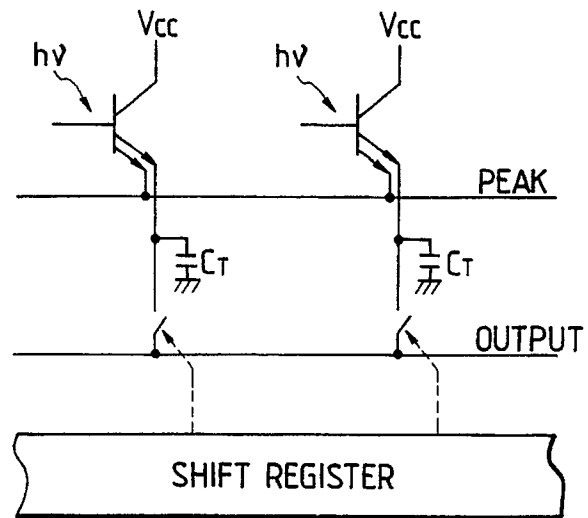 Vcc Vcc
hν hν
PEAK
CT CT
OUTPUT
SHIFT REGISTER